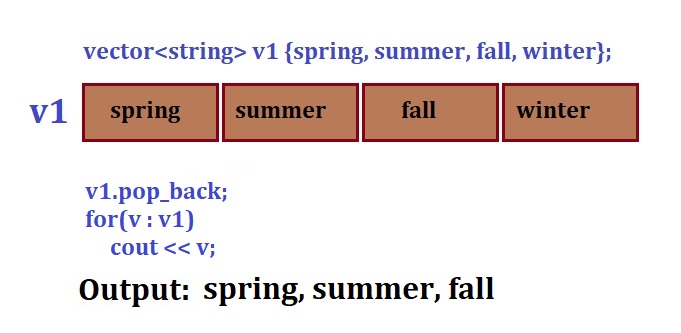 vector<string> v1 {spring, summer, fall, winter};
v1 spring summer fall winter
v1.pop_back;
for(v : v1)
cout << v;
Output: spring, summer, fall